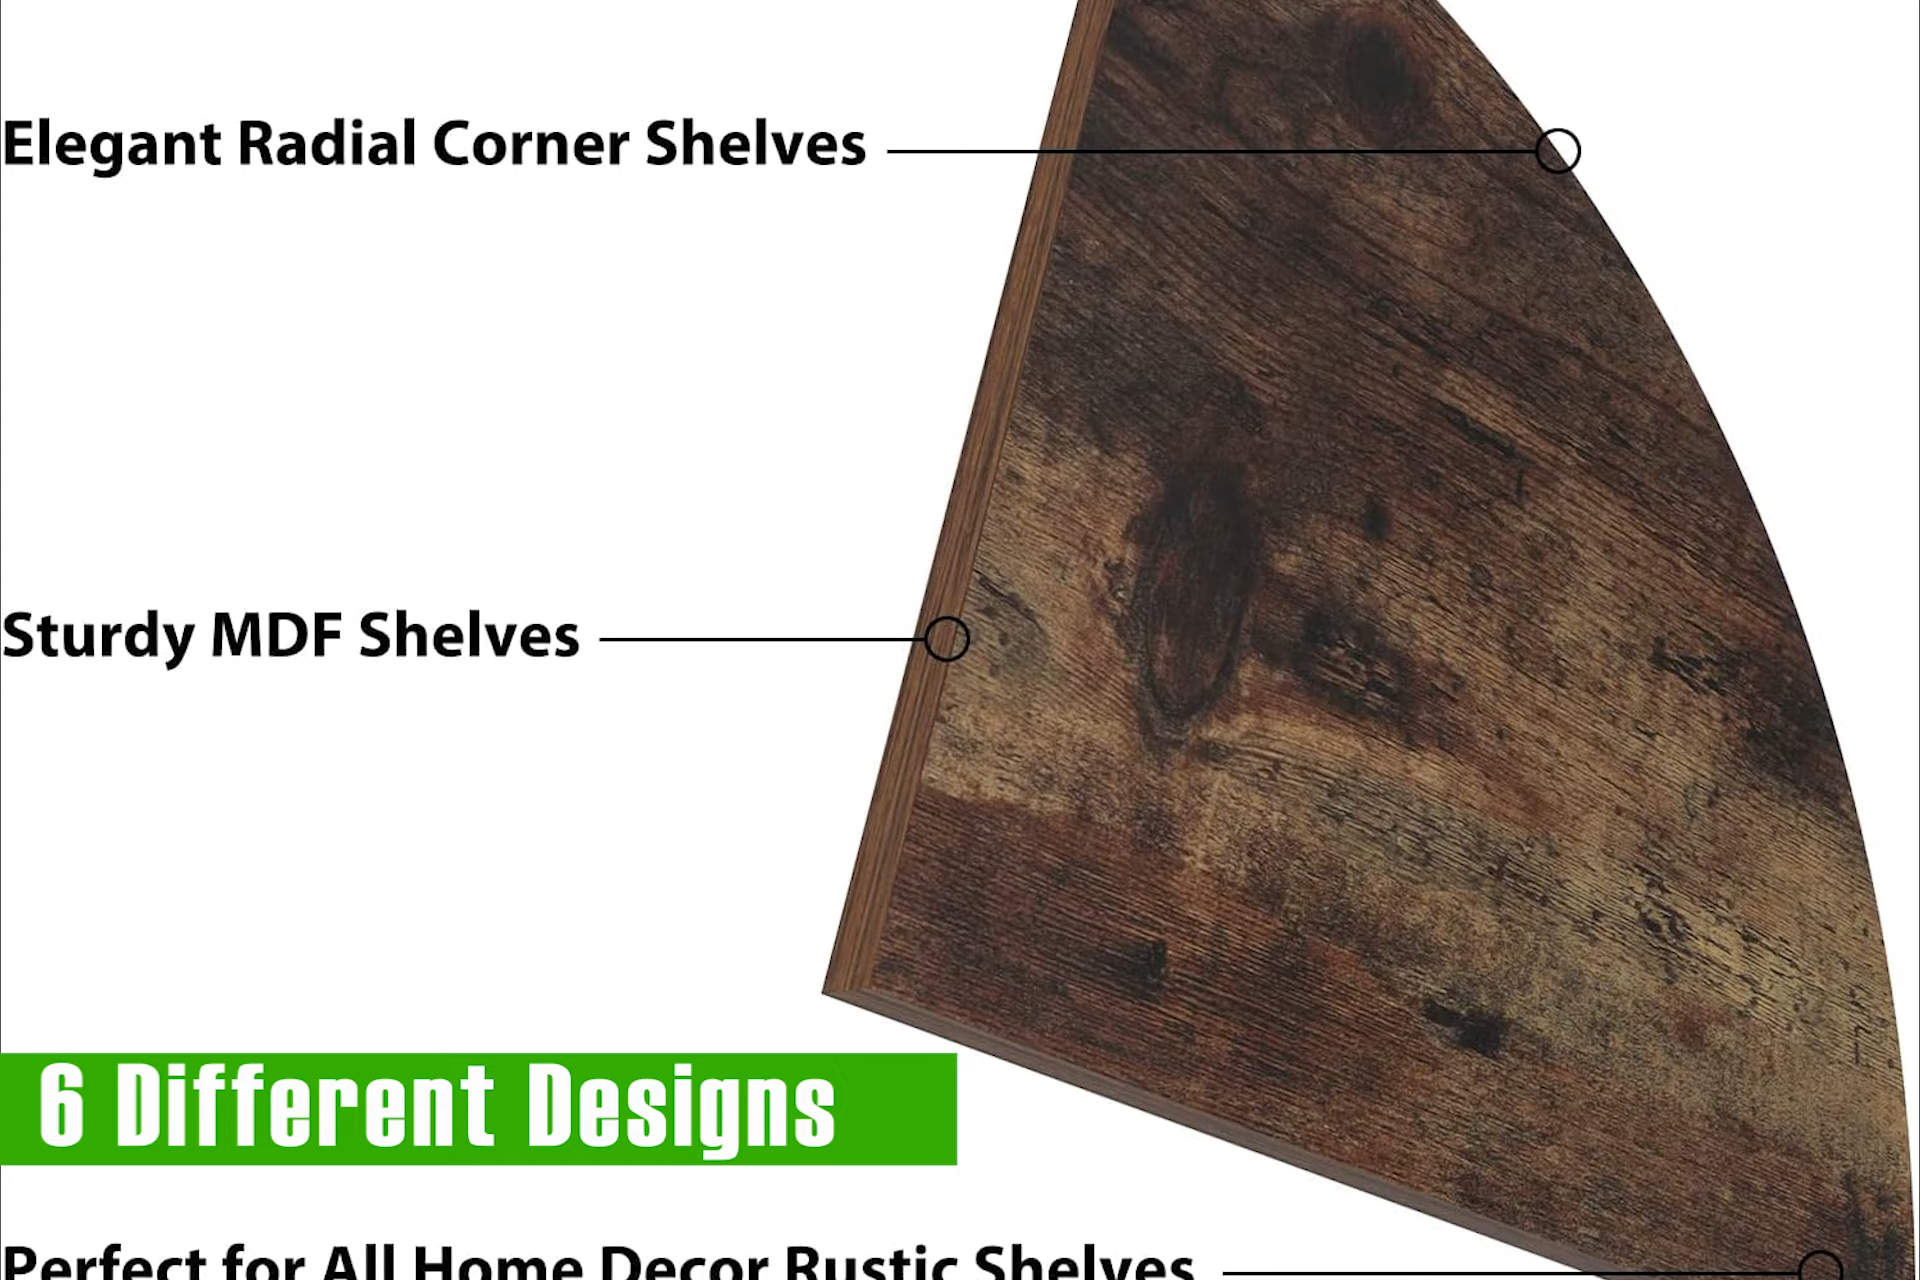 Elegant Radial Corner Shelves
Sturdy MDF Shelves
6 Different Designs
Perfect for All Home Decor Rustic Shelves